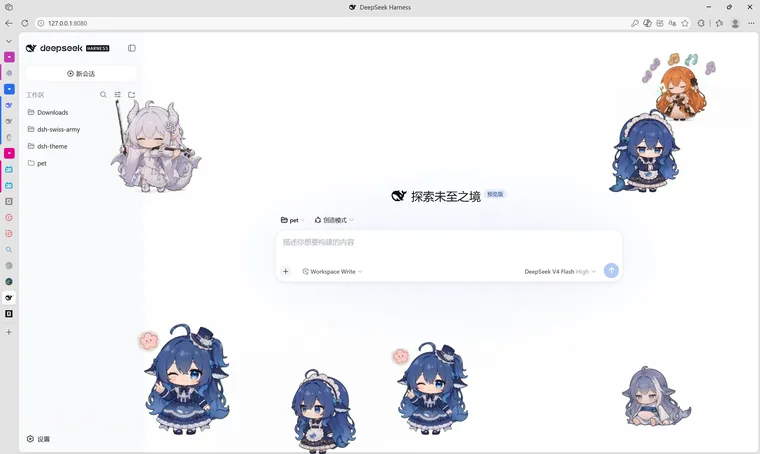 DeepSeek Harness
127.0.0.1:8080
deepseek HARNESS
新会话
工作区
Downloads
dsh-swiss-army
dsh-theme
pet
探索未至之境 预览版
pet 创造模式
描述你想要构建的内容
Workspace Write
DeepSeek V4 Flash High
设置